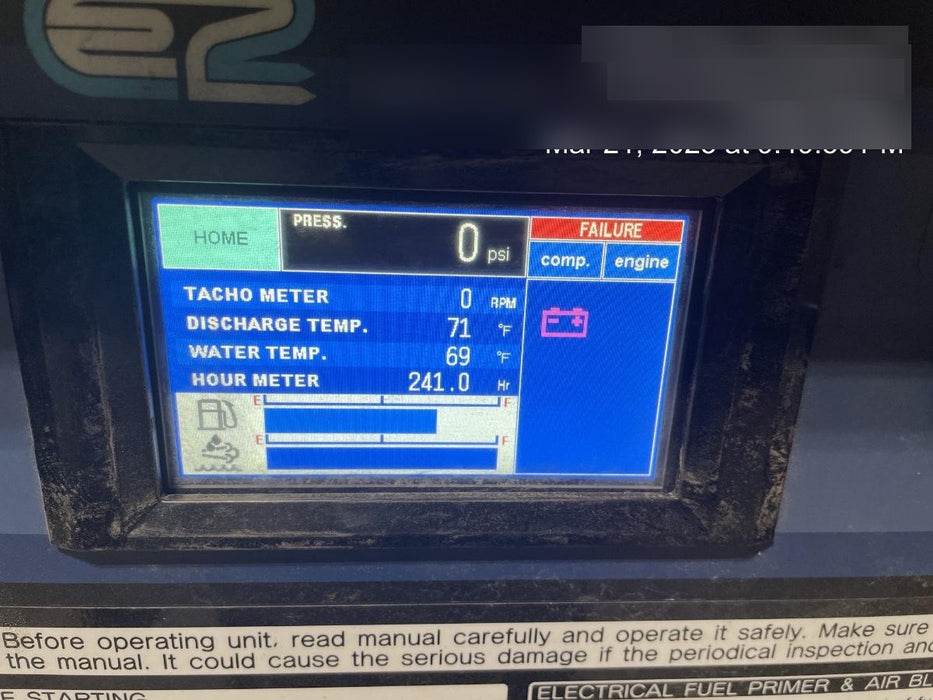 e2
HOME
PRESS.
0 psi
FAILURE
comp. engine
TACHO METER 0 RPM
DISCHARGE TEMP. 71 °F
WATER TEMP. 69 °F
HOUR METER 241.0 Hr
E F
E F
Before operating unit, read manual carefully and operate it safely. Make sure
the manual. It could cause the serious damage if the periodical inspection and
E STARTING
ELECTRICAL FUEL PRIMER & AIR BL